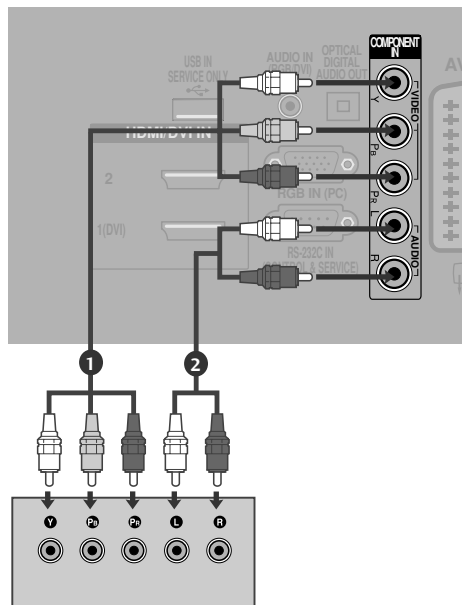 COMPONENT
IN
USB IN
SERVICE ONLY
AUDIO IN
(RGB/DVI)
OPTICAL
DIGITAL
AUDIO OUT
AV
VIDEO
Y
PB
PR
HDMI/DVI IN
2
RGB IN (PC)
1(DVI)
L
AUDIO
R
RS-232C IN
(CONTROL & SERVICE)
1
2
Y
PB
PR
L
R